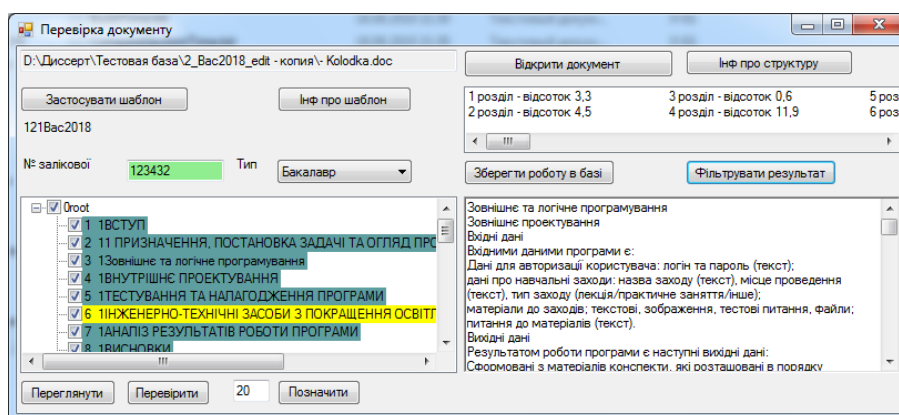 Перевірка документу
D:\Диссерт\Тестовая база\2_Bac2018_edit - копия\- Kolodka.doc
Відкрити документ
Інф про структуру
Застосувати шаблон
Інф про шаблон
1 розділ - відсоток 3,3 3 розділ - відсоток 0,6 5 роз
2 розділ - відсоток 4,5 4 розділ - відсоток 11,9 6 роз
121Bac2018
№ залікової
123432
Тип
Бакалавр
Зберегти роботу в базі
Фільтрувати результат
0root
1 1ВСТУП
2 11 ПРИЗНАЧЕННЯ, ПОСТАНОВКА ЗАДАЧІ ТА ОГЛЯД ПРО
3 1Зовнішнє та логічне програмування
4 1ВНУТРІШНЄ ПРОЕКТУВАННЯ
5 1ТЕСТУВАННЯ ТА НАЛАГОДЖЕННЯ ПРОГРАМИ
6 1ІНЖЕНЕРНО-ТЕХНІЧНІ ЗАСОБИ З ПОКРАЩЕННЯ ОСВІТЛ
7 1АНАЛІЗ РЕЗУЛЬТАТІВ РОБОТИ ПРОГРАМИ
8 1ВИСНОВКИ
Зовнішнє та логічне програмування
Зовнішнє проектування
Вхідні дані
Вхідними даними програми є:
Дані для авторизації користувача: логін та пароль (текст);
дані про навчальні заходи: назва заходу (текст), місце проведення
(текст), тип заходу (лекція/практичне заняття/інше);
матеріали до заходів; текстові, зображення, тестові питання, файли;
питання до матеріалів (текст).
Вихідні дані
Результатом роботи програми є наступні вихідні дані:
Сформовані з матеріалів конспекти, які розташовані в порядку
Переглянути
Перевірити
20
Позначити